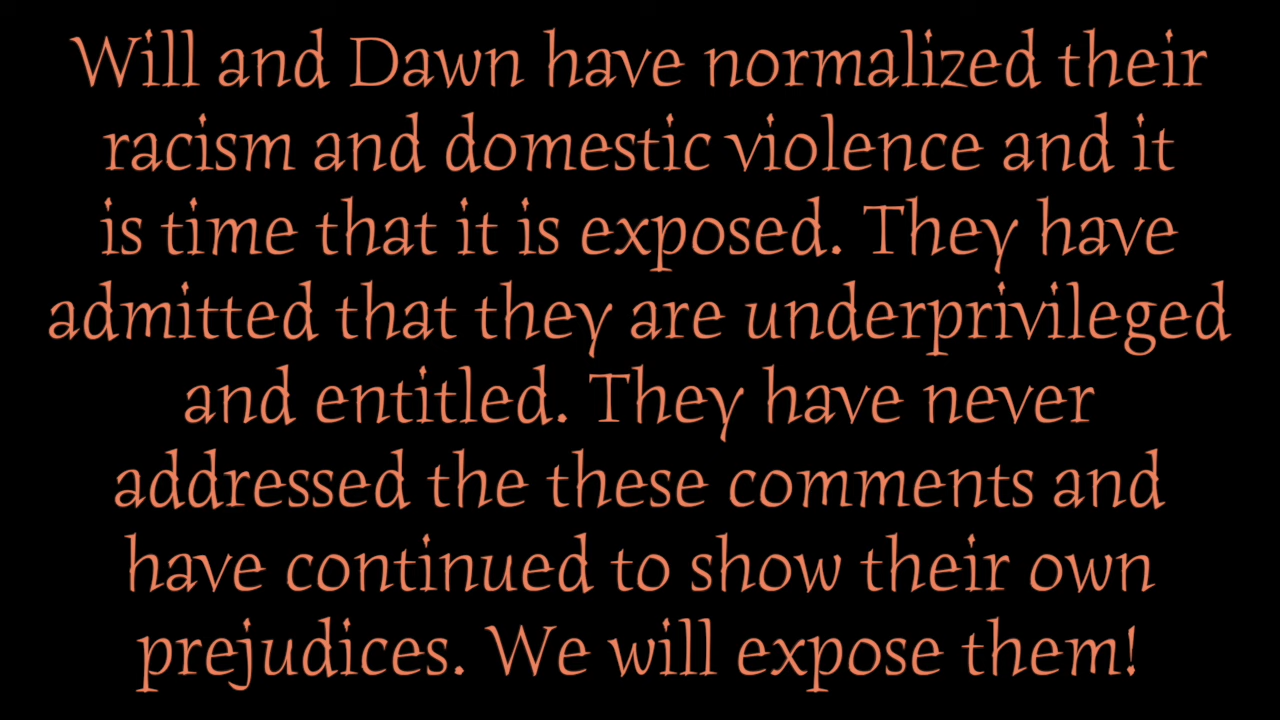 Will and Dawn have normalized their
racism and domestic violence and it
is time that it is exposed. They have
admitted that they are underprivileged
and entitled. They have never
addressed the these comments and
have continued to show their own
prejudices. We will expose them!